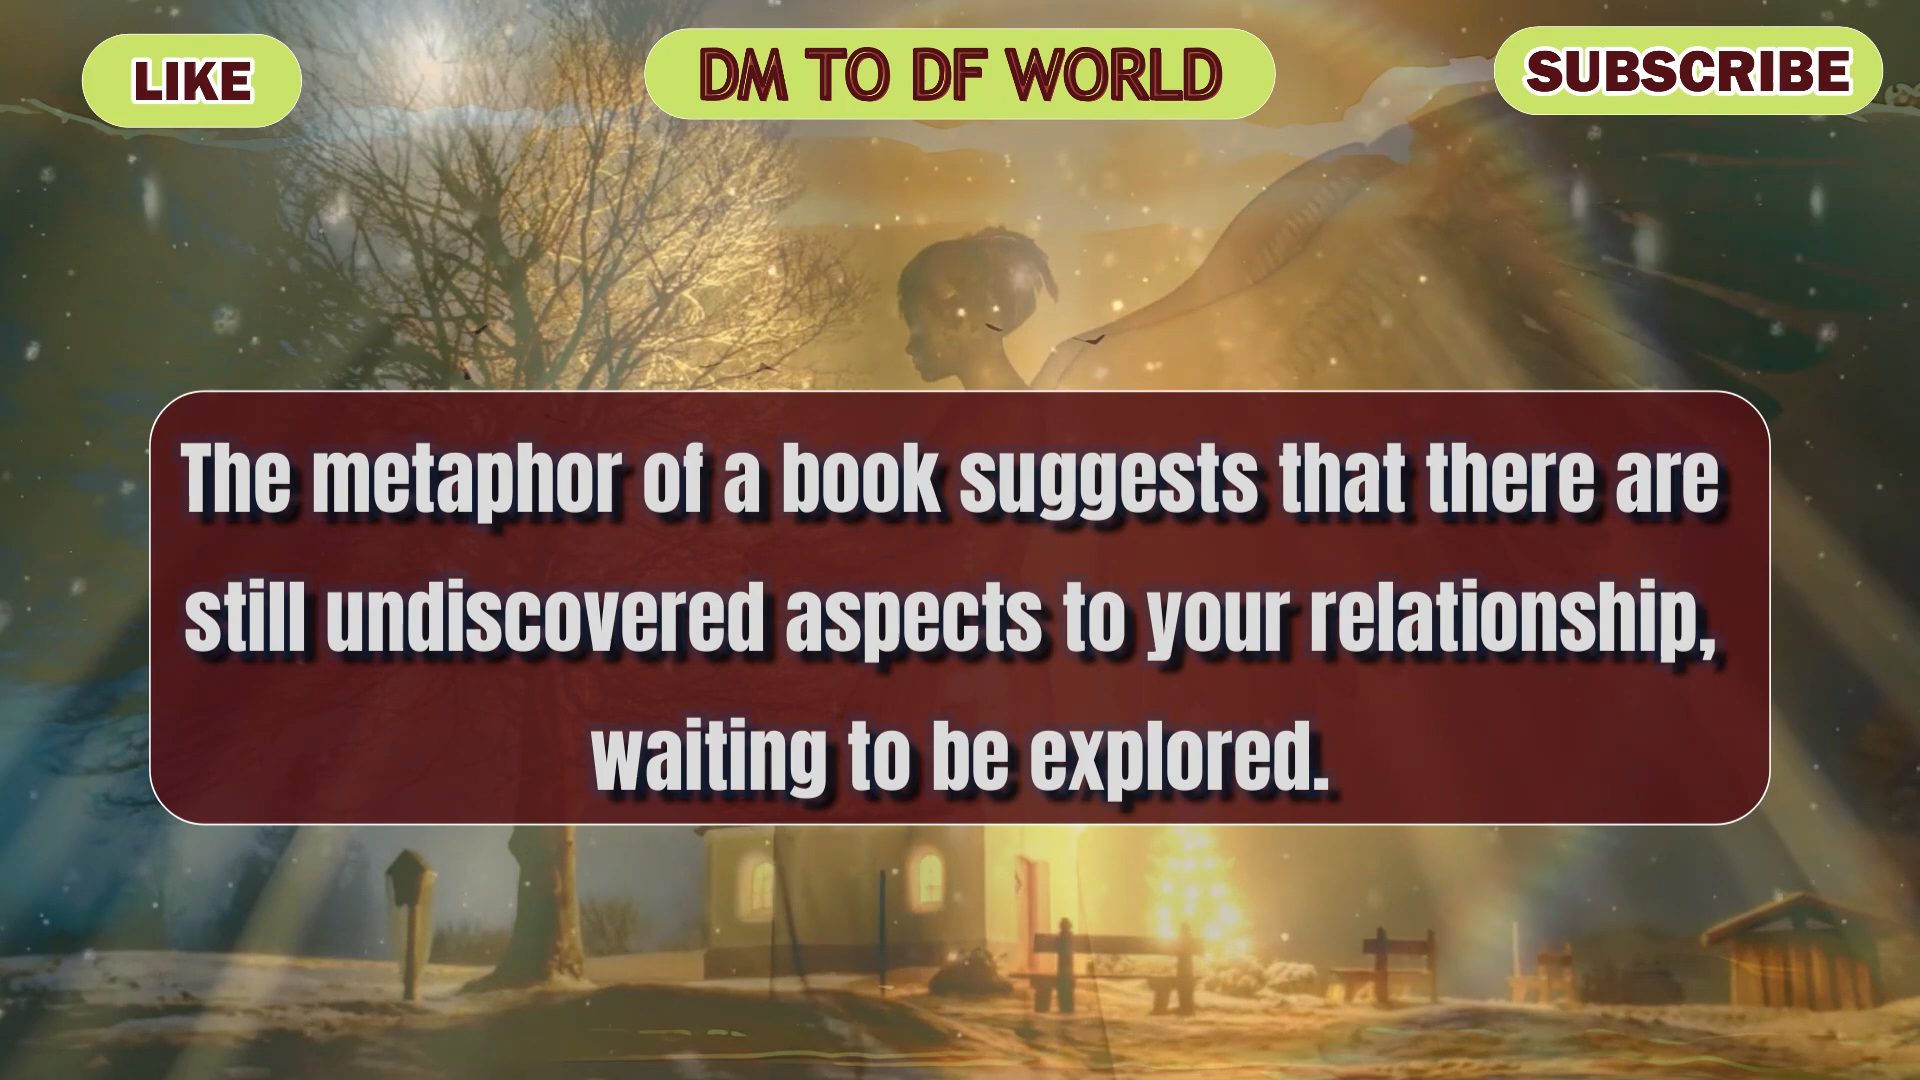 LIKE
DM TO DF WORLD
SUBSCRIBE
The metaphor of a book suggests that there are
still undiscovered aspects to your relationship,
waiting to be explored.